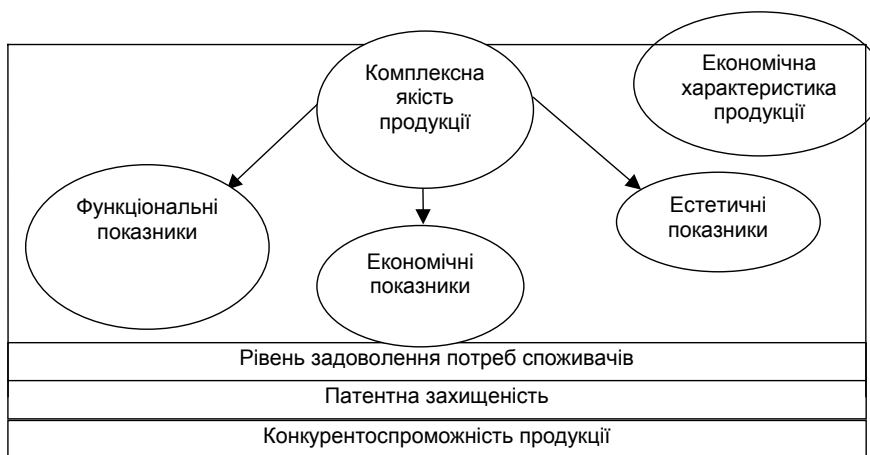 Комплексна
якість
продукції
Економічна
характеристика
продукції
Функціональні
показники
Економічні
показники
Естетичні
показники
Рівень задоволення потреб споживачів
Патентна захищеність
Конкурентоспроможність продукції